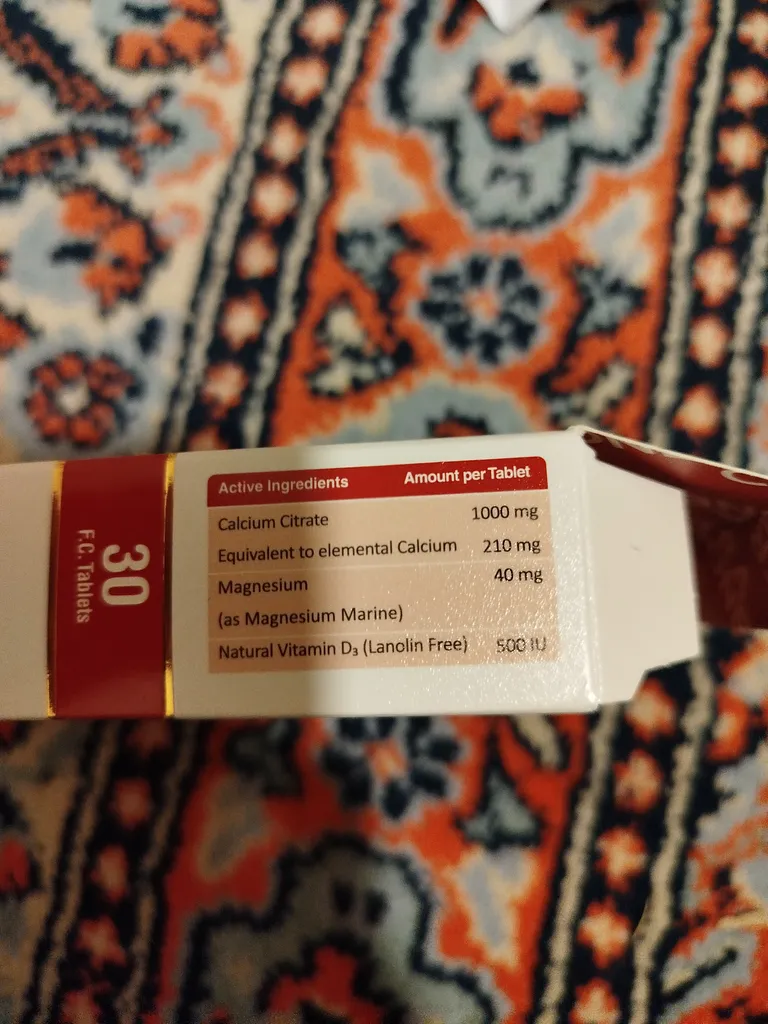 30
F.C. Tablets
Active Ingredients Amount per Tablet
Calcium Citrate 1000 mg
Equivalent to elemental Calcium 210 mg
Magnesium 40 mg
(as Magnesium Marine)
Natural Vitamin D₃ (Lanolin Free) 500 IU